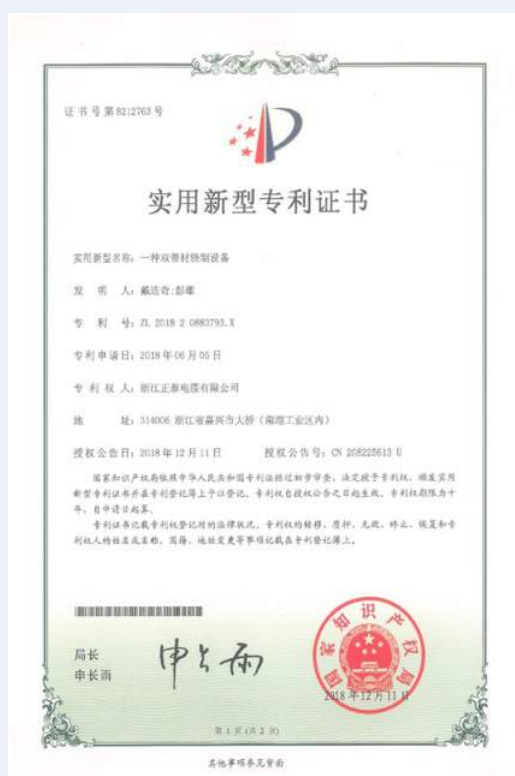 证书号第8212763号
实用新型专利证书
实用新型名称：一种双带材绕制设备
发 明 人：戴连奇;彭雄
专 利 号：ZL 2018 2 0883793.X
专利申请日：2018年06月05日
专 利 权 人：浙江正泰电缆有限公司
地 址：314006 浙江省嘉兴市大桥（南湖工业区内）
授权公告日：2018年12月11日 授权公告号：CN 208225613 U
国家知识产权局依照中华人民共和国专利法经过初步审查，决定授予专利权，颁发实用
新型专利证书并在专利登记簿上予以登记。专利权自授权公告之日起生效。专利权期限为十
年，自申请日起算。
专利证书记载专利权登记时的法律状况。专利权的转移、质押、无效、终止、恢复和专
利权人的姓名或名称、国籍、地址变更等事项记载在专利登记簿上。
局长
申长雨
申长雨
国家知识产权局
2018年12月11日
第 1 页 (共 2 页)
其他事项参见背面